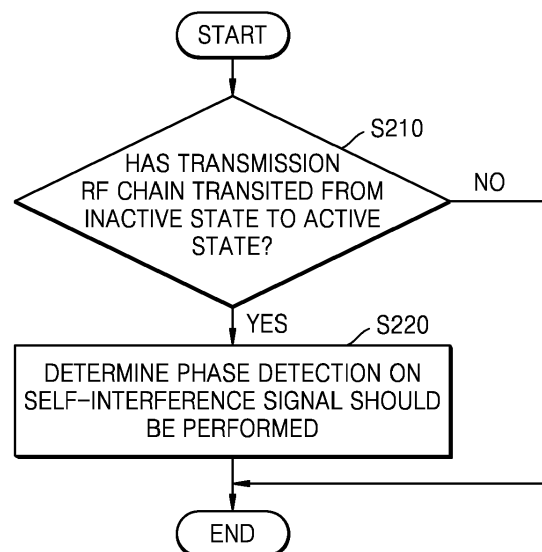 START
S210
HAS TRANSMISSION
RF CHAIN TRANSITED FROM
INACTIVE STATE TO ACTIVE
STATE?
NO
YES
S220
DETERMINE PHASE DETECTION ON
SELF-INTERFERENCE SIGNAL SHOULD
BE PERFORMED
END